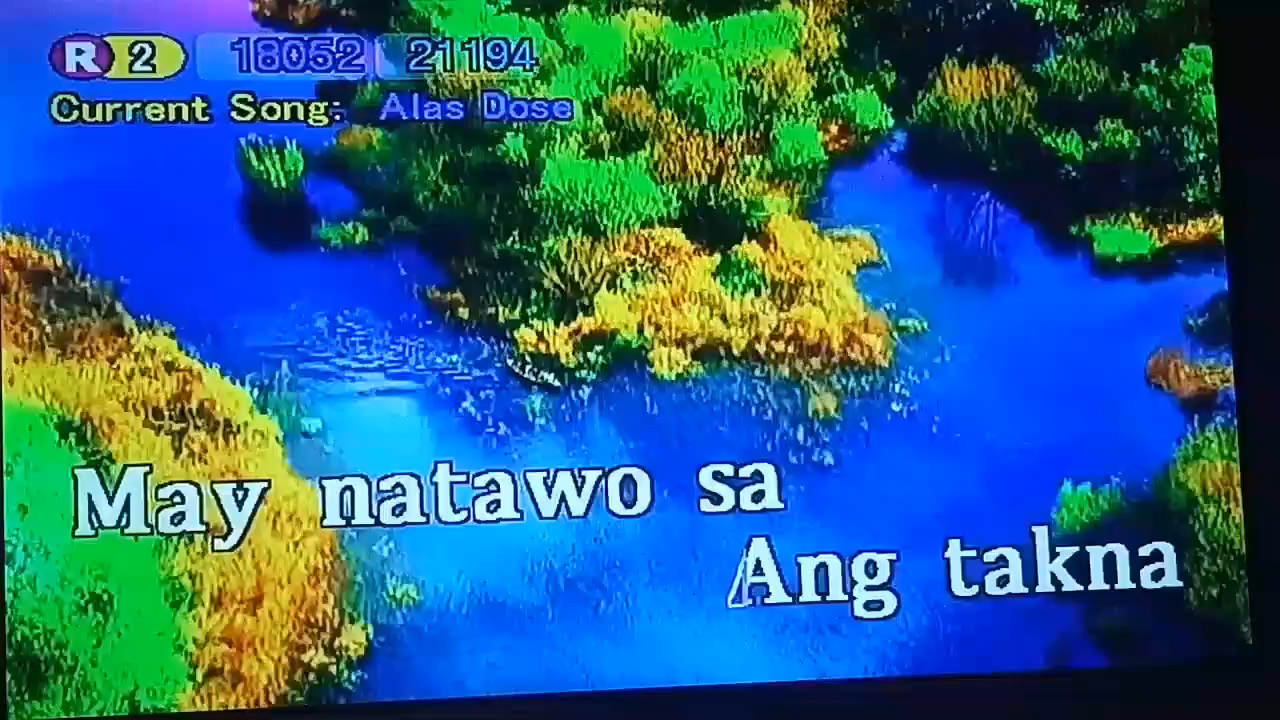 R 2 18052 21194
Current Song: Alas Dose
May natawo sa
Ang takna